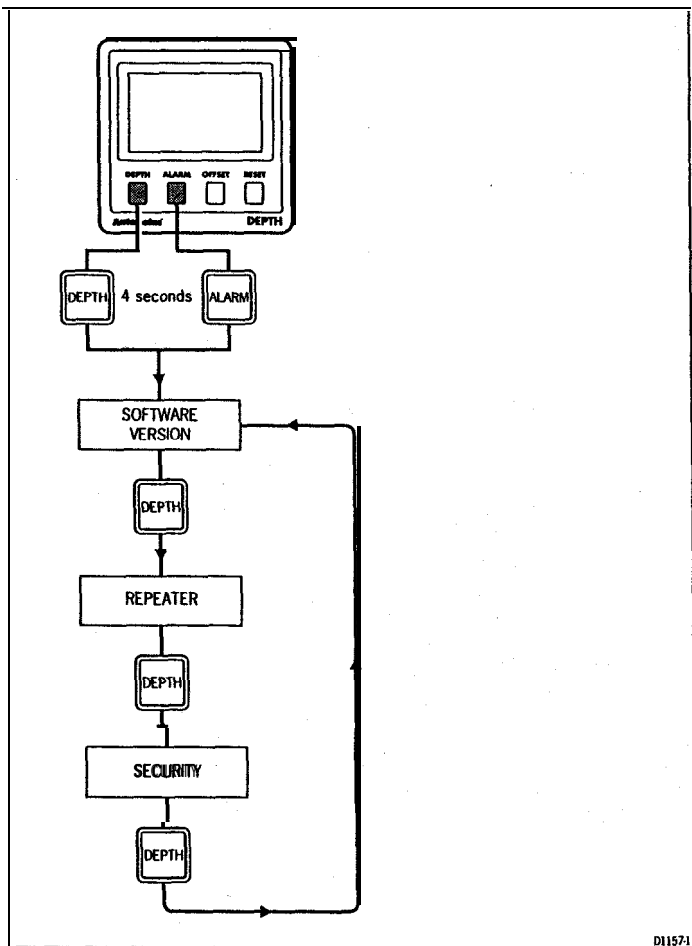 DEPTH ALARM OFFSET RESET
DEPTH
DEPTH 4 seconds ALARM
SOFTWARE
VERSION
DEPTH
REPEATER
DEPTH
SECURITY
DEPTH
D1157-1